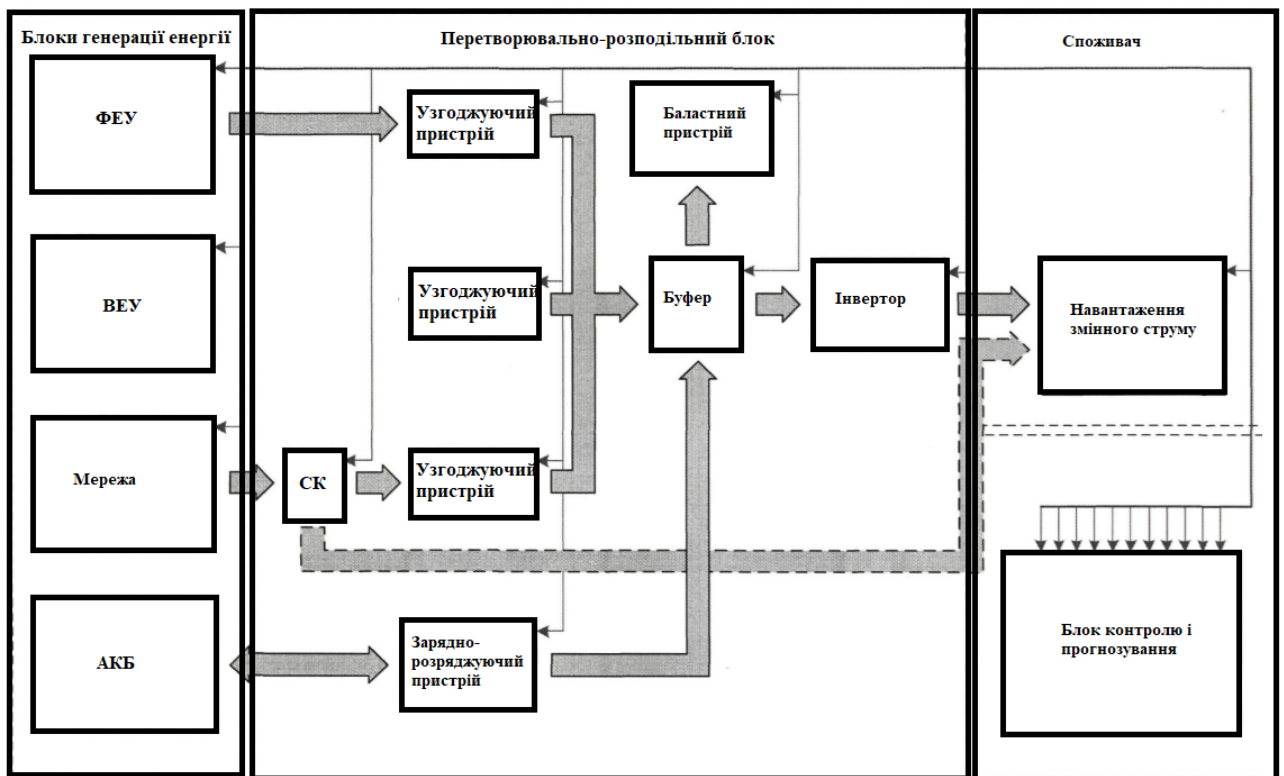 Блоки генерації енергії
Перетворювально-розподільний блок
Споживач
ФЕУ
Узгоджуючий
пристрій
Баластний
пристрій
ВЕУ
Узгоджуючий
пристрій
Буфер
Інвертор
Навантаження
змінного струму
Мережа
СК
Узгоджуючий
пристрій
АКБ
Зарядно-
розряджуючий
пристрій
Блок контролю і
прогнозування